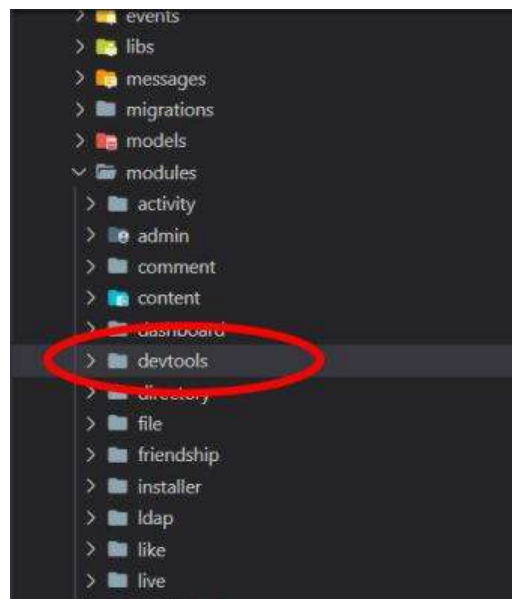 events
libs
messages
migrations
models
modules
activity
admin
comment
content
dashboard
devtools
directory
file
friendship
installer
ldap
like
live